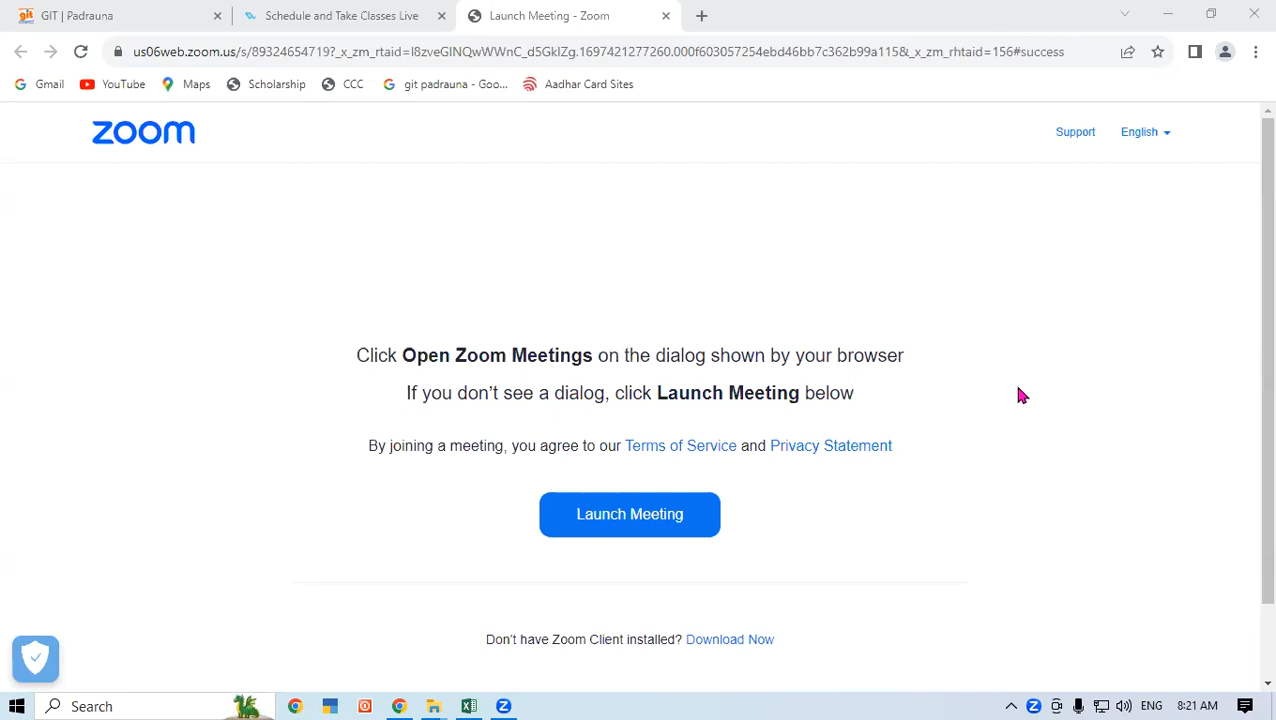 git GIT | Padrauna
Schedule and Take Classes Live
Launch Meeting - Zoom
us06web.zoom.us/s/89324654719?_x_zm_rtaid=I8zveGINQwWWnC_d5GkIZg.1697421277260.000f603057254ebd46bb7c362b99a115&_x_zm_rhtaid=156#success
Gmail
YouTube
Maps
Scholarship
CCC
git padrauna - Goo...
Aadhar Card Sites
zoom
Support
English
Click Open Zoom Meetings on the dialog shown by your browser
If you don't see a dialog, click Launch Meeting below
By joining a meeting, you agree to our Terms of Service and Privacy Statement
Launch Meeting
Don't have Zoom Client installed? Download Now
Search
ENG
8:21 AM